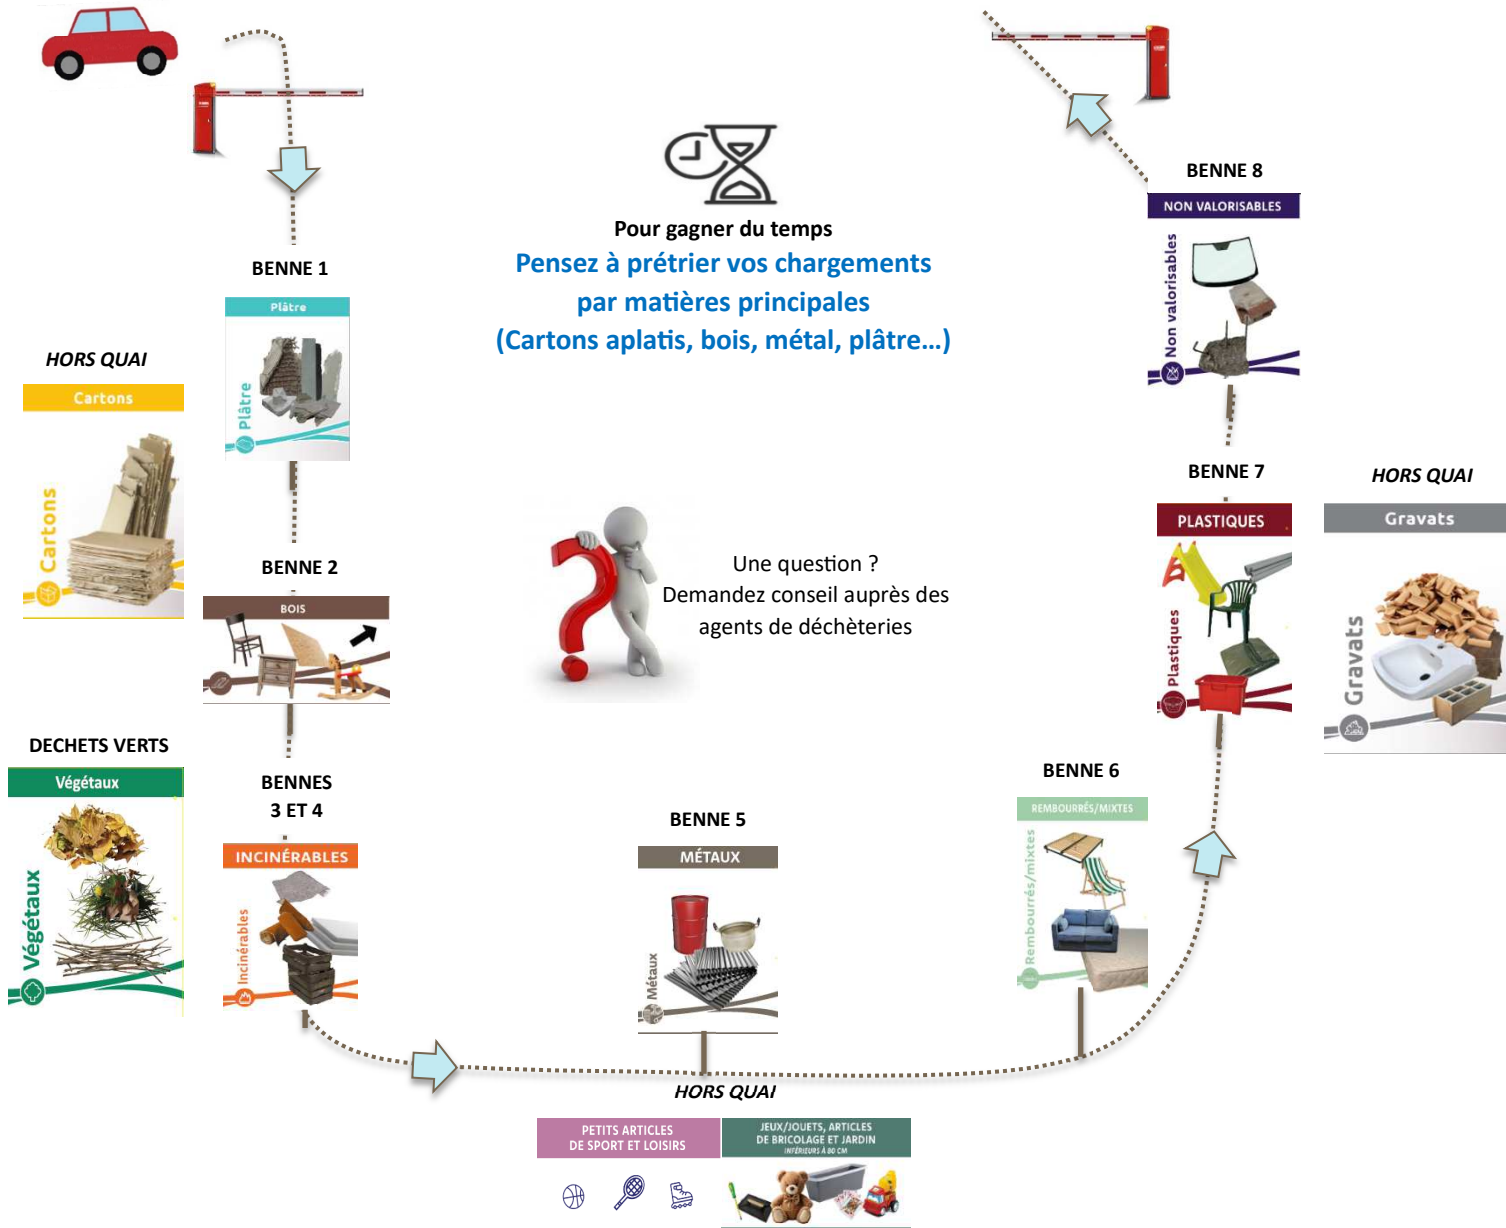 Pour gagner du temps
Pensez à prétrier vos chargements
par matières principales
(Cartons aplatis, bois, métal, plâtre...)
BENNE 1
Plâtre
Plâtre
HORS QUAI
Cartons
Cartons
BENNE 2
BOIS
DECHETS VERTS
Végétaux
Végétaux
BENNES
3 ET 4
INCINÉRABLES
Incinérables
Une question ?
Demandez conseil auprès des
agents de déchèteries
BENNE 5
MÉTAUX
Métaux
HORS QUAI
PETITS ARTICLES
DE SPORT ET LOISIRS
JEUX/JOUETS, ARTICLES
DE BRICOLAGE ET JARDIN
INFÉRIEURS À 80 CM
BENNE 6
REMBOURRÉS/MIXTES
Rembourrés/mixtes
BENNE 7
PLASTIQUES
Plastiques
HORS QUAI
Gravats
Gravats
BENNE 8
NON VALORISABLES
Non valorisables